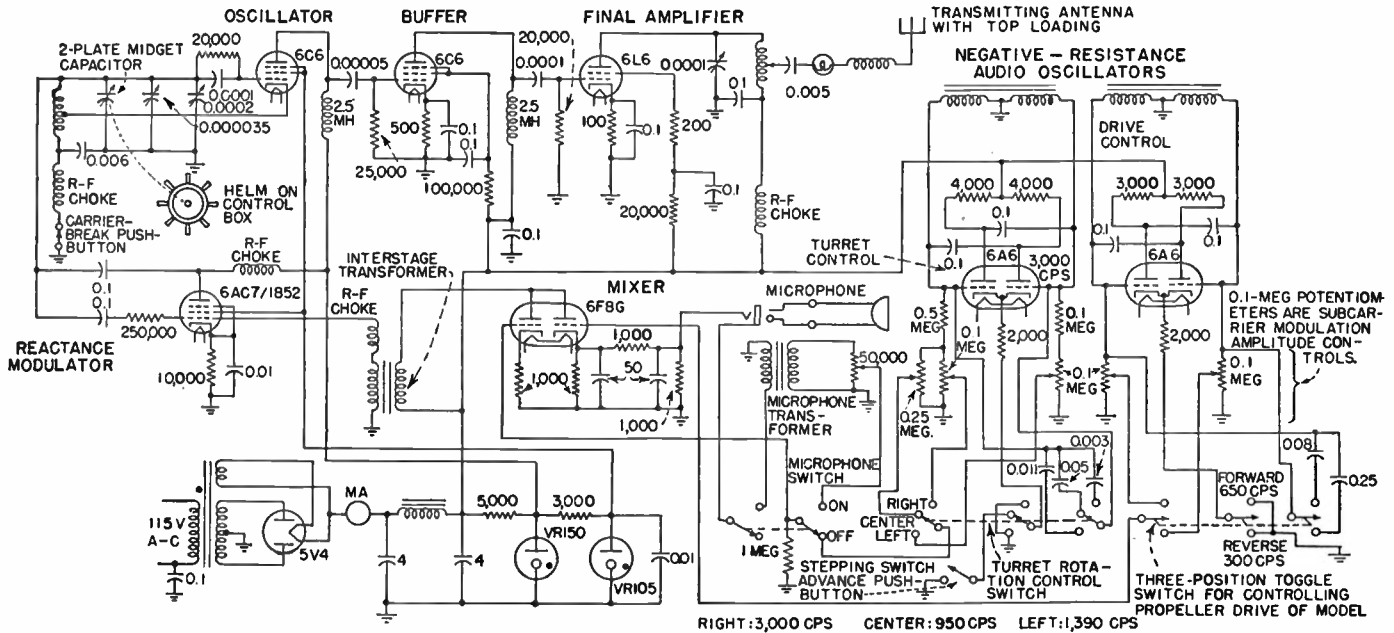 OSCILLATOR
BUFFER
FINAL AMPLIFIER
TRANSMITTING ANTENNA
WITH TOP LOADING
2-PLATE MIDGET
CAPACITOR
20,000
6C6
0.00005
6C6
20,000
0.0001
6L6
0.0001
0.005
NEGATIVE-RESISTANCE
AUDIO OSCILLATORS
0.0001
0.0002
0.000035
2.5
MH
500
0.1
0.1
25,000
2.5
MH
100
0.1
200
0.1
DRIVE
CONTROL
0.006
R-F
CHOKE
HELM ON
CONTROL
BOX
100,000
0.1
20,000
0.1
R-F
CHOKE
4,000
4,000
3,000
3,000
0.1
0.1
0.1
0.1
CARRIER-
BREAK PUSH-
BUTTON
R-F
CHOKE
INTERSTAGE
TRANSFORMER
TURRET
CONTROL
6A6
3,000
CPS
6A6
0.1
0.1
6AC7/1852
250,000
R-F
CHOKE
MIXER
6F8G
MICROPHONE
0.5
MEG
0.1
MEG
2,000
0.1
MEG
2,000
0.1-MEG POTENTIOM-
ETERS ARE SUBCAR-
RIER MODULATION
AMPLITUDE CON-
TROLS.
REACTANCE
MODULATOR
10,000
0.01
1,000
1,000
50
1,000
50,000
MICROPHONE
TRANS-
FORMER
0.25
MEG.
0.1
MEG
0.1
MEG
MICROPHONE
SWITCH
ON
OFF
1 MEG
RIGHT
CENTER
LEFT
0.011
0.05
0.003
0.08
0.25
FORWARD
650 CPS
REVERSE
300 CPS
115 V
A-C
0.1
5V4
MA
4
4
5,000
3,000
VR150
VR105
0.01
STEPPING SWITCH
ADVANCE PUSH-
BUTTON
TURRET ROTA-
TION CONTROL
SWITCH
THREE-POSITION TOGGLE
SWITCH FOR CONTROLLING
PROPELLER DRIVE OF MODEL
RIGHT: 3,000 CPS CENTER: 950 CPS LEFT: 1,390 CPS